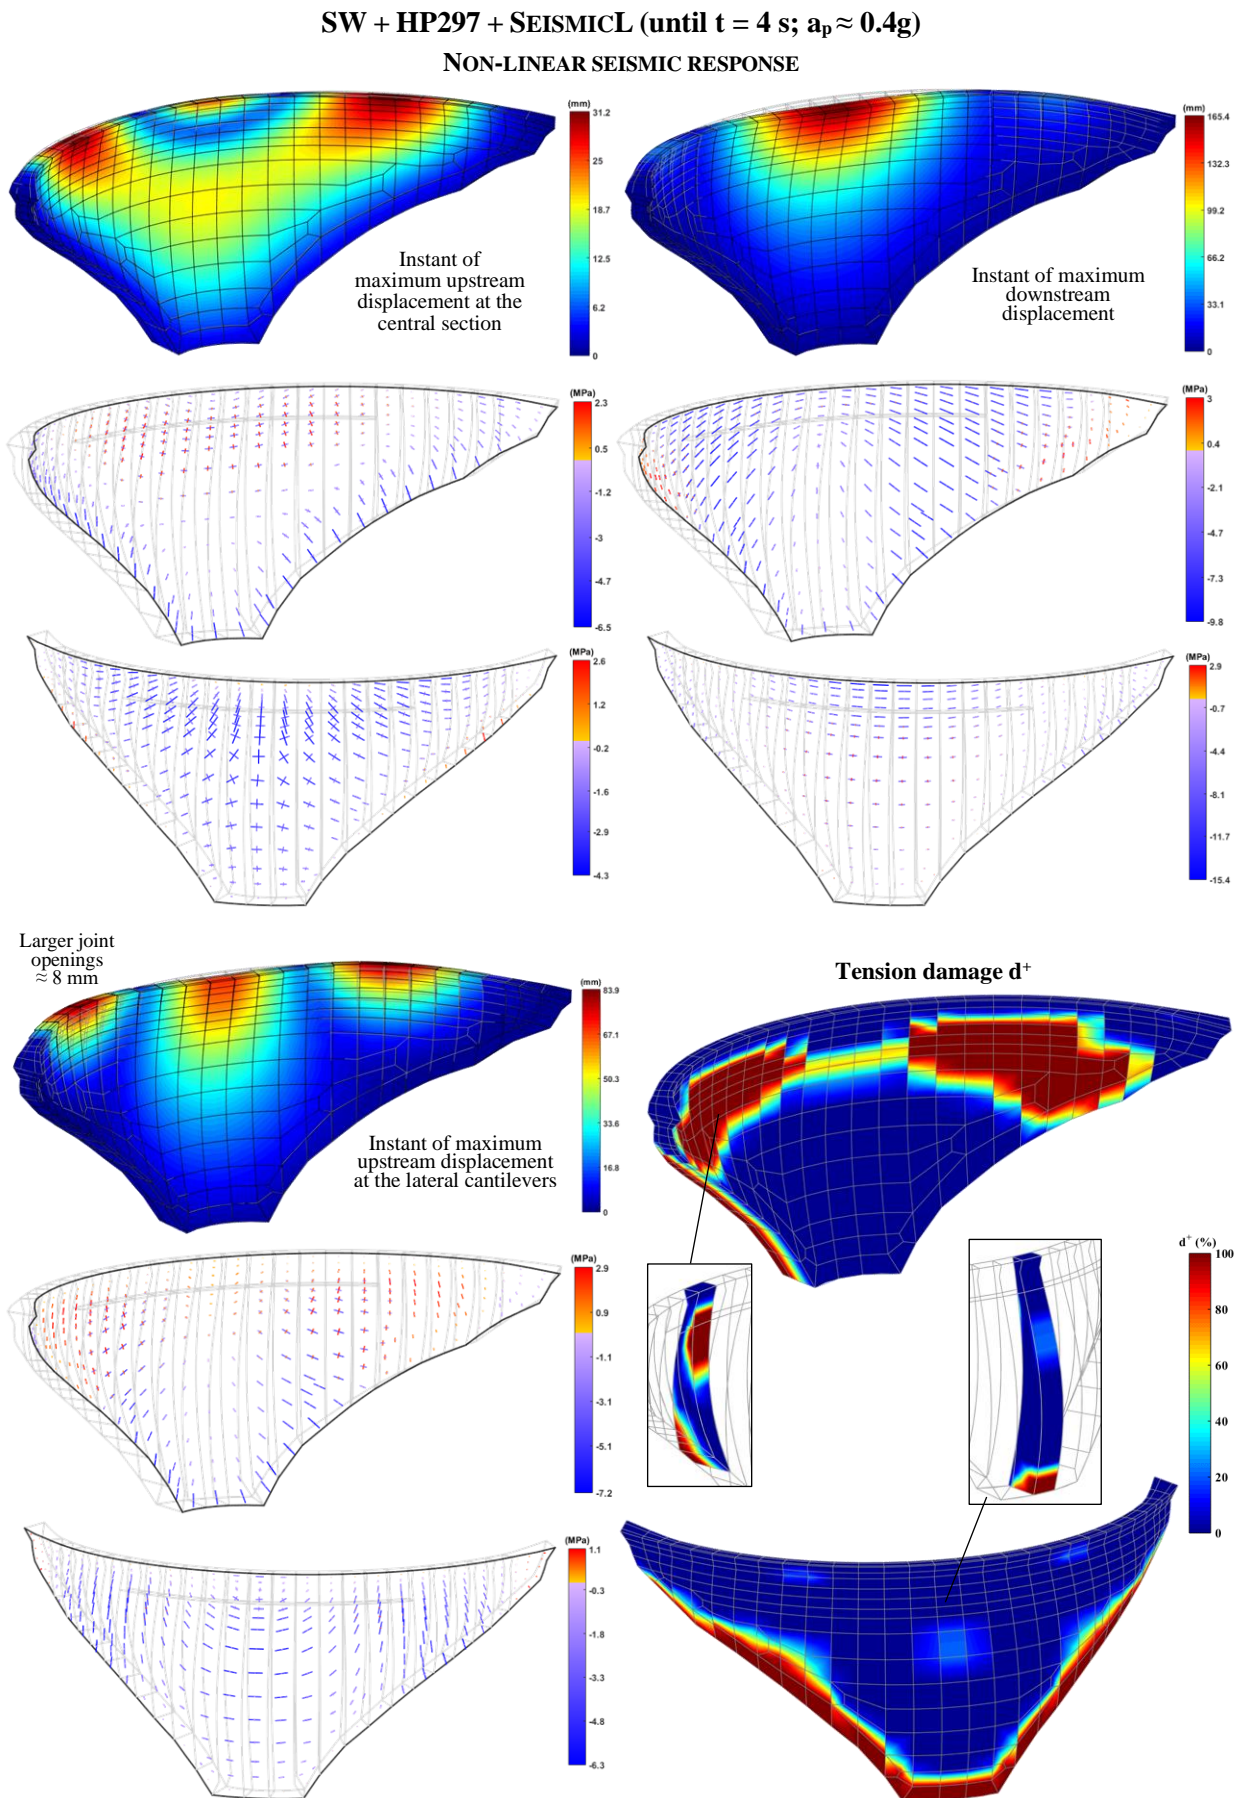 SW + HP297 + SEISMICL (until t = 4 s; aₚ ≈ 0.4g)
NON-LINEAR SEISMIC RESPONSE
(mm)
31.2
25
18.7
12.5
6.2
0
Instant of
maximum upstream
displacement at the
central section
(mm)
165.4
132.3
99.2
66.2
33.1
0
Instant of maximum
downstream
displacement
(MPa)
2.3
0.5
-1.2
-3
-4.7
-6.5
(MPa)
3
0.4
-2.1
-4.7
-7.3
-9.8
(MPa)
2.6
1.2
-0.2
-1.6
-2.9
-4.3
(MPa)
2.9
-0.7
-4.4
-8.1
-11.7
-15.4
Larger joint
openings
≈ 8 mm
(mm)
83.9
67.1
50.3
33.6
16.8
0
Instant of maximum
upstream displacement
at the lateral cantilevers
Tension damage d⁺
(MPa)
2.9
0.9
-1.1
-3.1
-5.1
-7.2
d⁺ (%)
100
80
60
40
20
0
(MPa)
1.1
-0.3
-1.8
-3.3
-4.8
-6.3